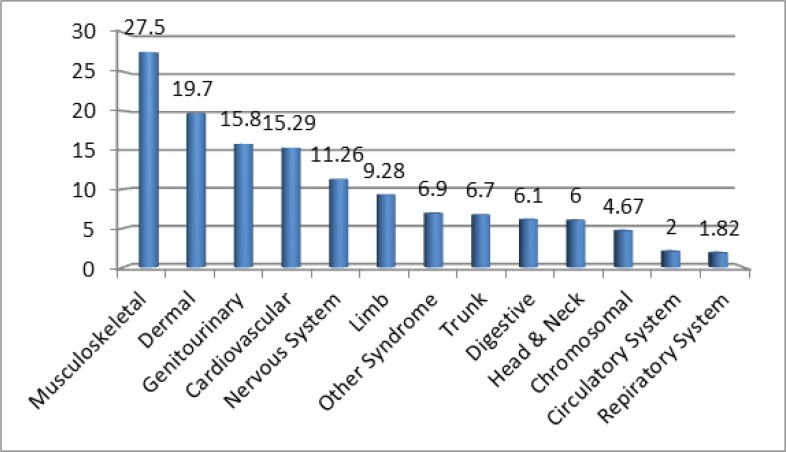 30
25
20
15
10
5
0
27.5
19.7
15.8
15.29
11.26
9.28
6.9
6.7
6.1
6
4.67
2
1.82
Musculoskeletal
Dermal
Genitourinary
Cardiovascular
Nervous System
Limb
Other Syndrome
Trunk
Digestive
Head & Neck
Chromosomal
Circulatory System
Repiratory System